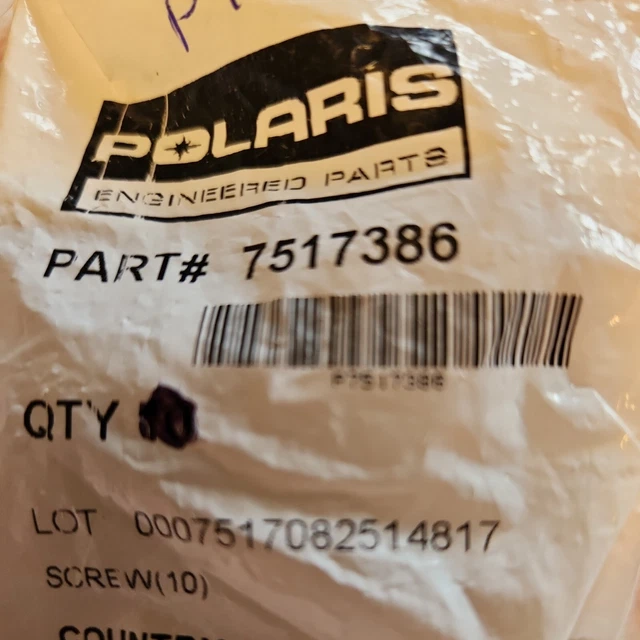 POLARIS
ENGINEERED PARTS
PART# 7517386
P7517386
QTY
LOT 0007517082514817
SCREW(10)